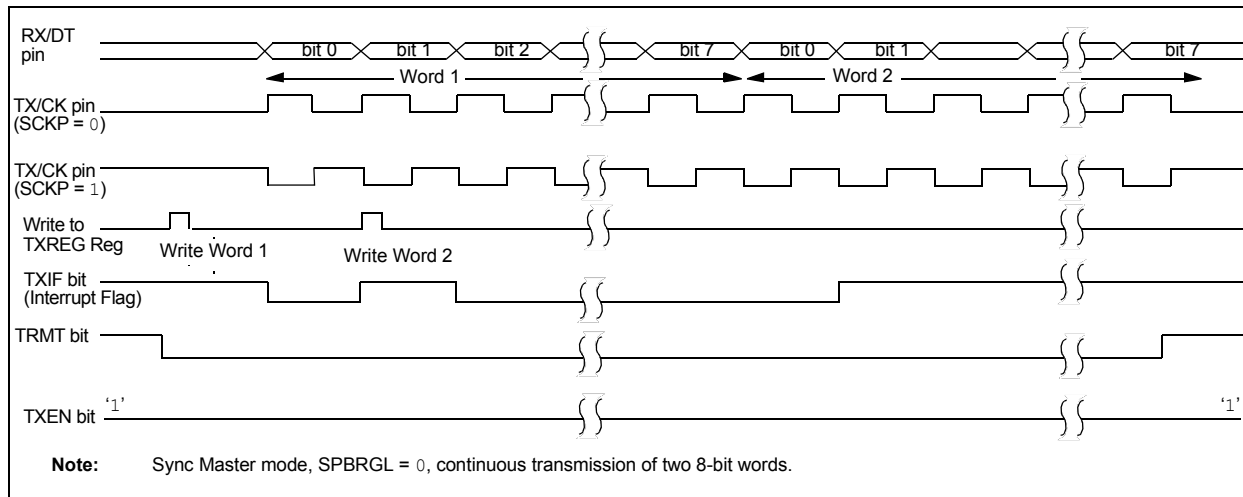 RX/DT
pin
bit 0 bit 1 bit 2 bit 7 bit 0 bit 1 bit 7
Word 1 Word 2
TX/CK pin
(SCKP = 0)
TX/CK pin
(SCKP = 1)
Write to
TXREG Reg
Write Word 1 Write Word 2
TXIF bit
(Interrupt Flag)
TRMT bit
TXEN bit ‘1’ ‘1’
Note: Sync Master mode, SPBRGL = 0, continuous transmission of two 8-bit words.